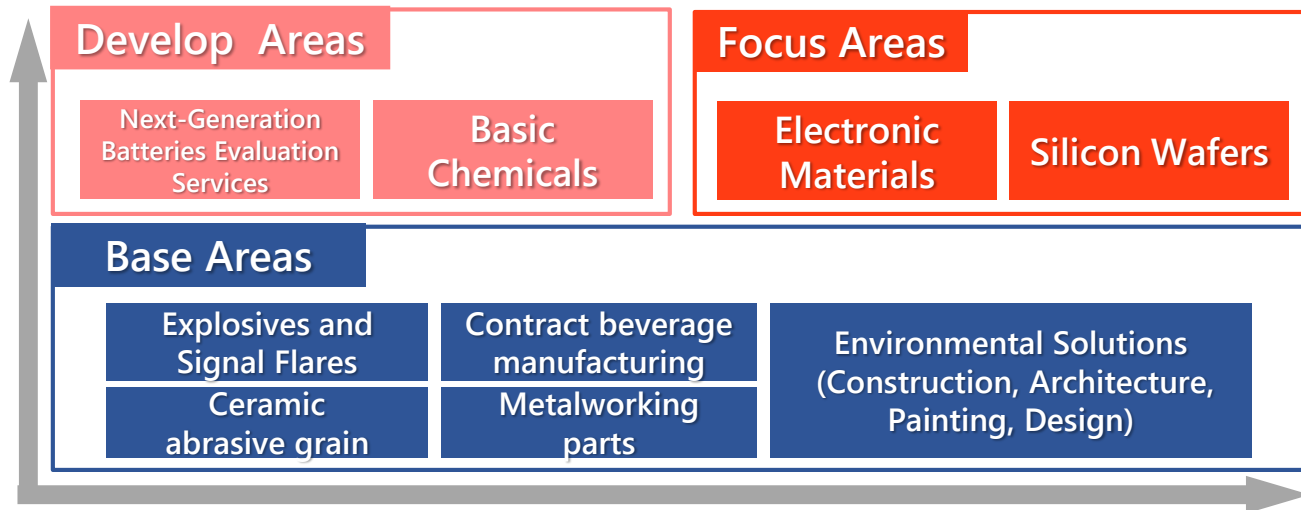 Develop Areas
Next-Generation
Batteries Evaluation
Services
Basic
Chemicals
Focus Areas
Electronic
Materials
Silicon Wafers
Base Areas
Explosives and
Signal Flares
Contract beverage
manufacturing
Ceramic
abrasive grain
Metalworking
parts
Environmental Solutions
(Construction, Architecture,
Painting, Design)